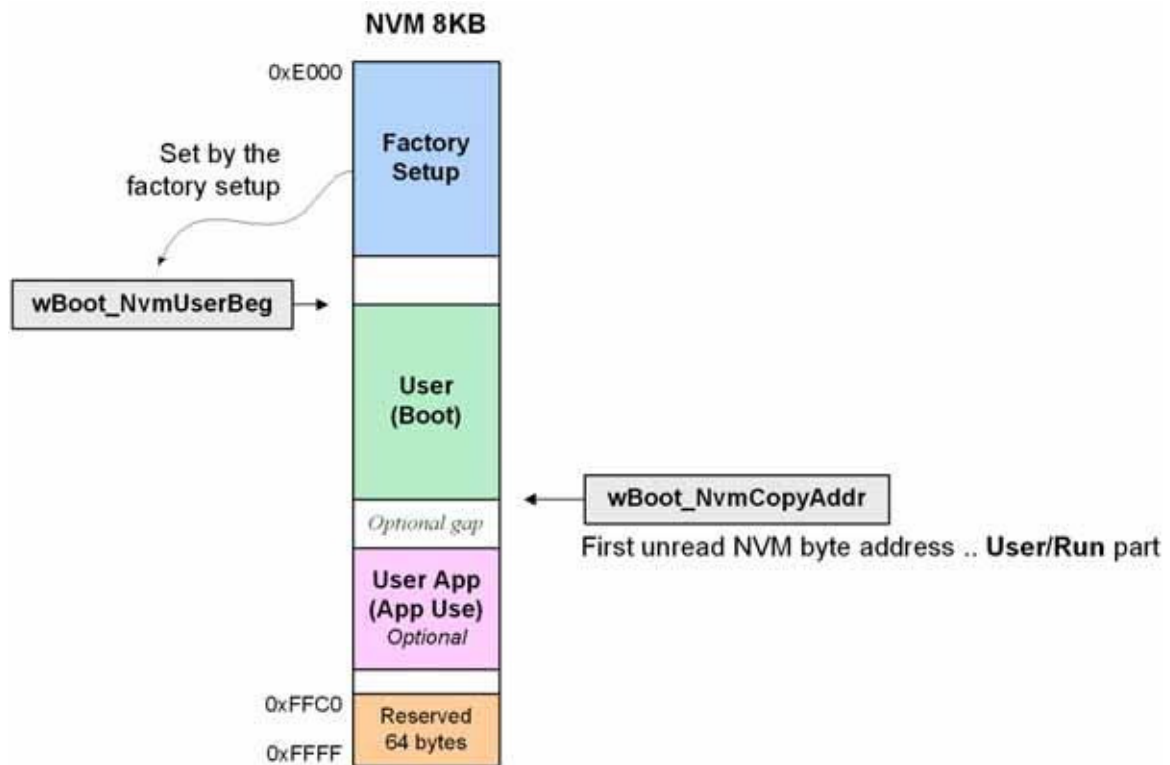 NVM 8KB
0xE000
Factory
Setup
Set by the
factory setup
wBoot_NvmUserBeg
User
(Boot)
wBoot_NvmCopyAddr
Optional gap
First unread NVM byte address .. User/Run part
User App
(App Use)
Optional
0xFFC0
Reserved
64 bytes
0xFFFF